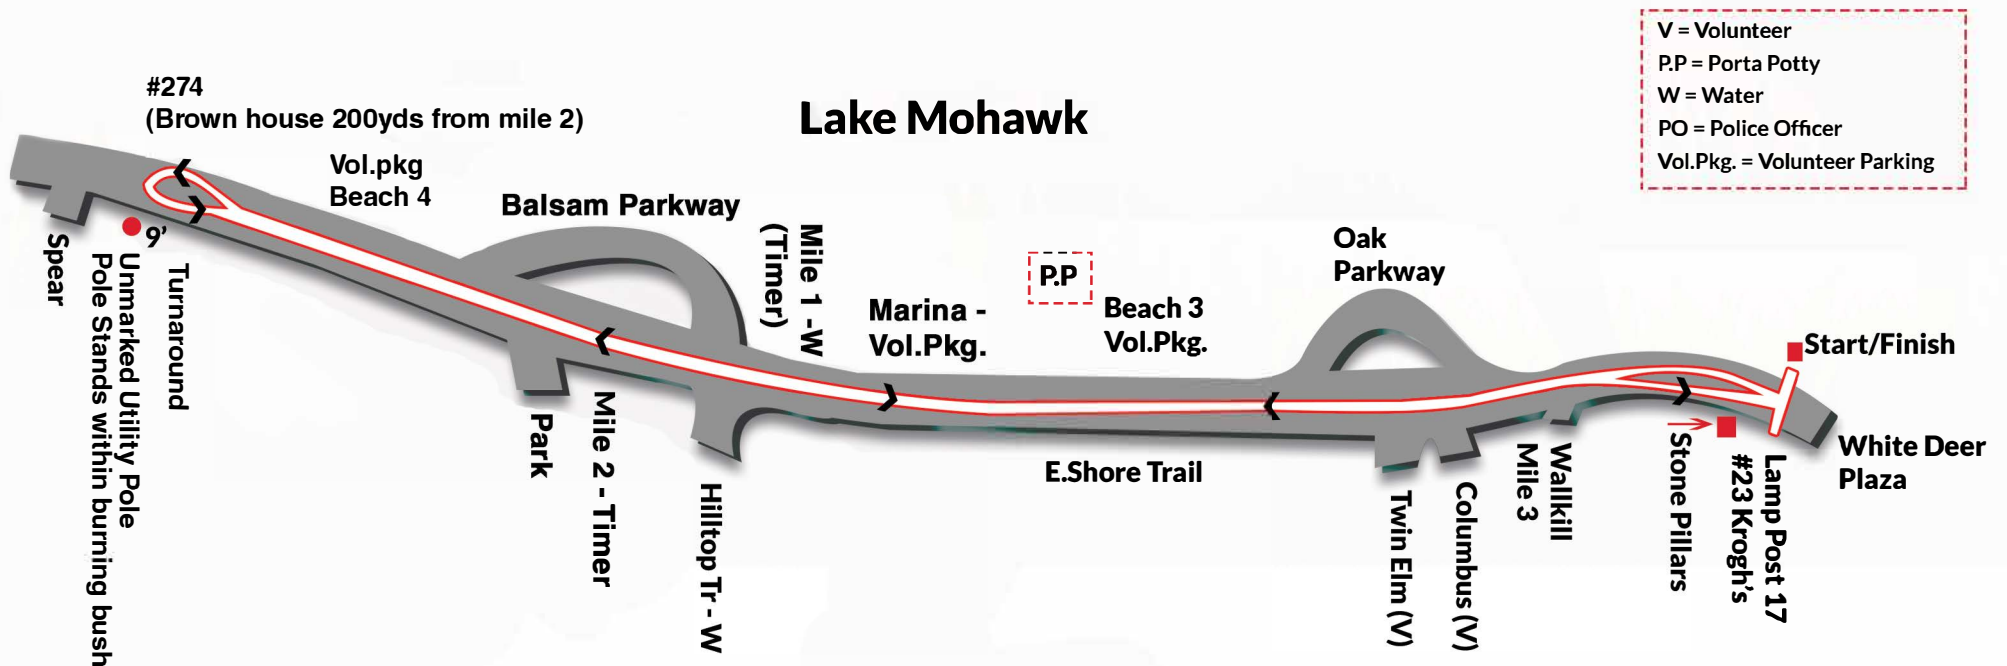 V = Volunteer
P.P = Porta Potty
W = Water
PO = Police Officer
Vol.Pkg. = Volunteer Parking
Lake Mohawk
#274
(Brown house 200yds from mile 2)
Vol.pkg
Beach 4
Balsam Parkway
Mile 1 -W
(Timer)
Marina -
Vol.Pkg.
P.P
Beach 3
Vol.Pkg.
Oak
Parkway
Start/Finish
White Deer
Plaza
Spear
9'
Turnaround
Unmarked Utility Pole
Pole Stands within burning bush
Park
Mile 2 - Timer
Hilltop Tr - W
E.Shore Trail
Twin Elm (V)
Columbus (V)
Wallkill
Mile 3
Stone Pillars
Lamp Post 17
#23 Krogh's